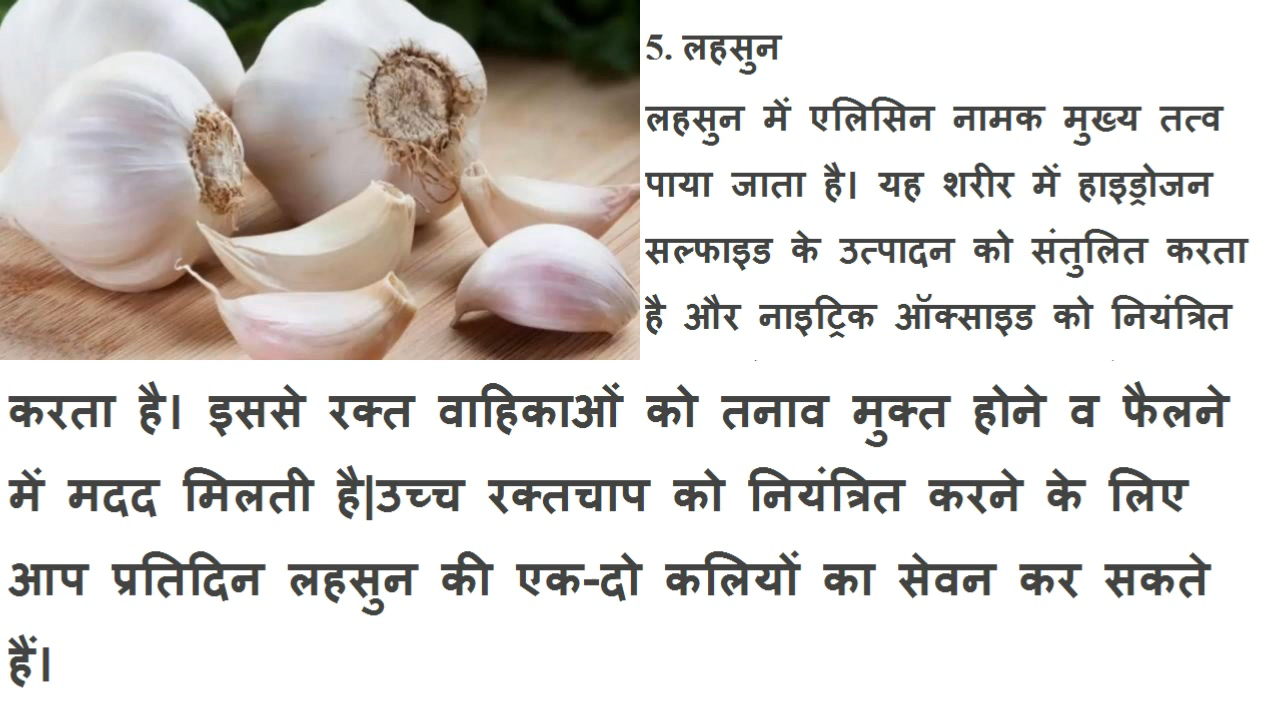 5. लहसुन
लहसुन में एलिसिन नामक मुख्य तत्व
पाया जाता है। यह शरीर में हाइड्रोजन
सल्फाइड के उत्पादन को संतुलित करता
है और नाइट्रिक ऑक्साइड को नियंत्रित
करता है। इससे रक्त वाहिकाओं को तनाव मुक्त होने व फैलने
में मदद मिलती है|उच्च रक्तचाप को नियंत्रित करने के लिए
आप प्रतिदिन लहसुन की एक-दो कलियों का सेवन कर सकते
हैं।